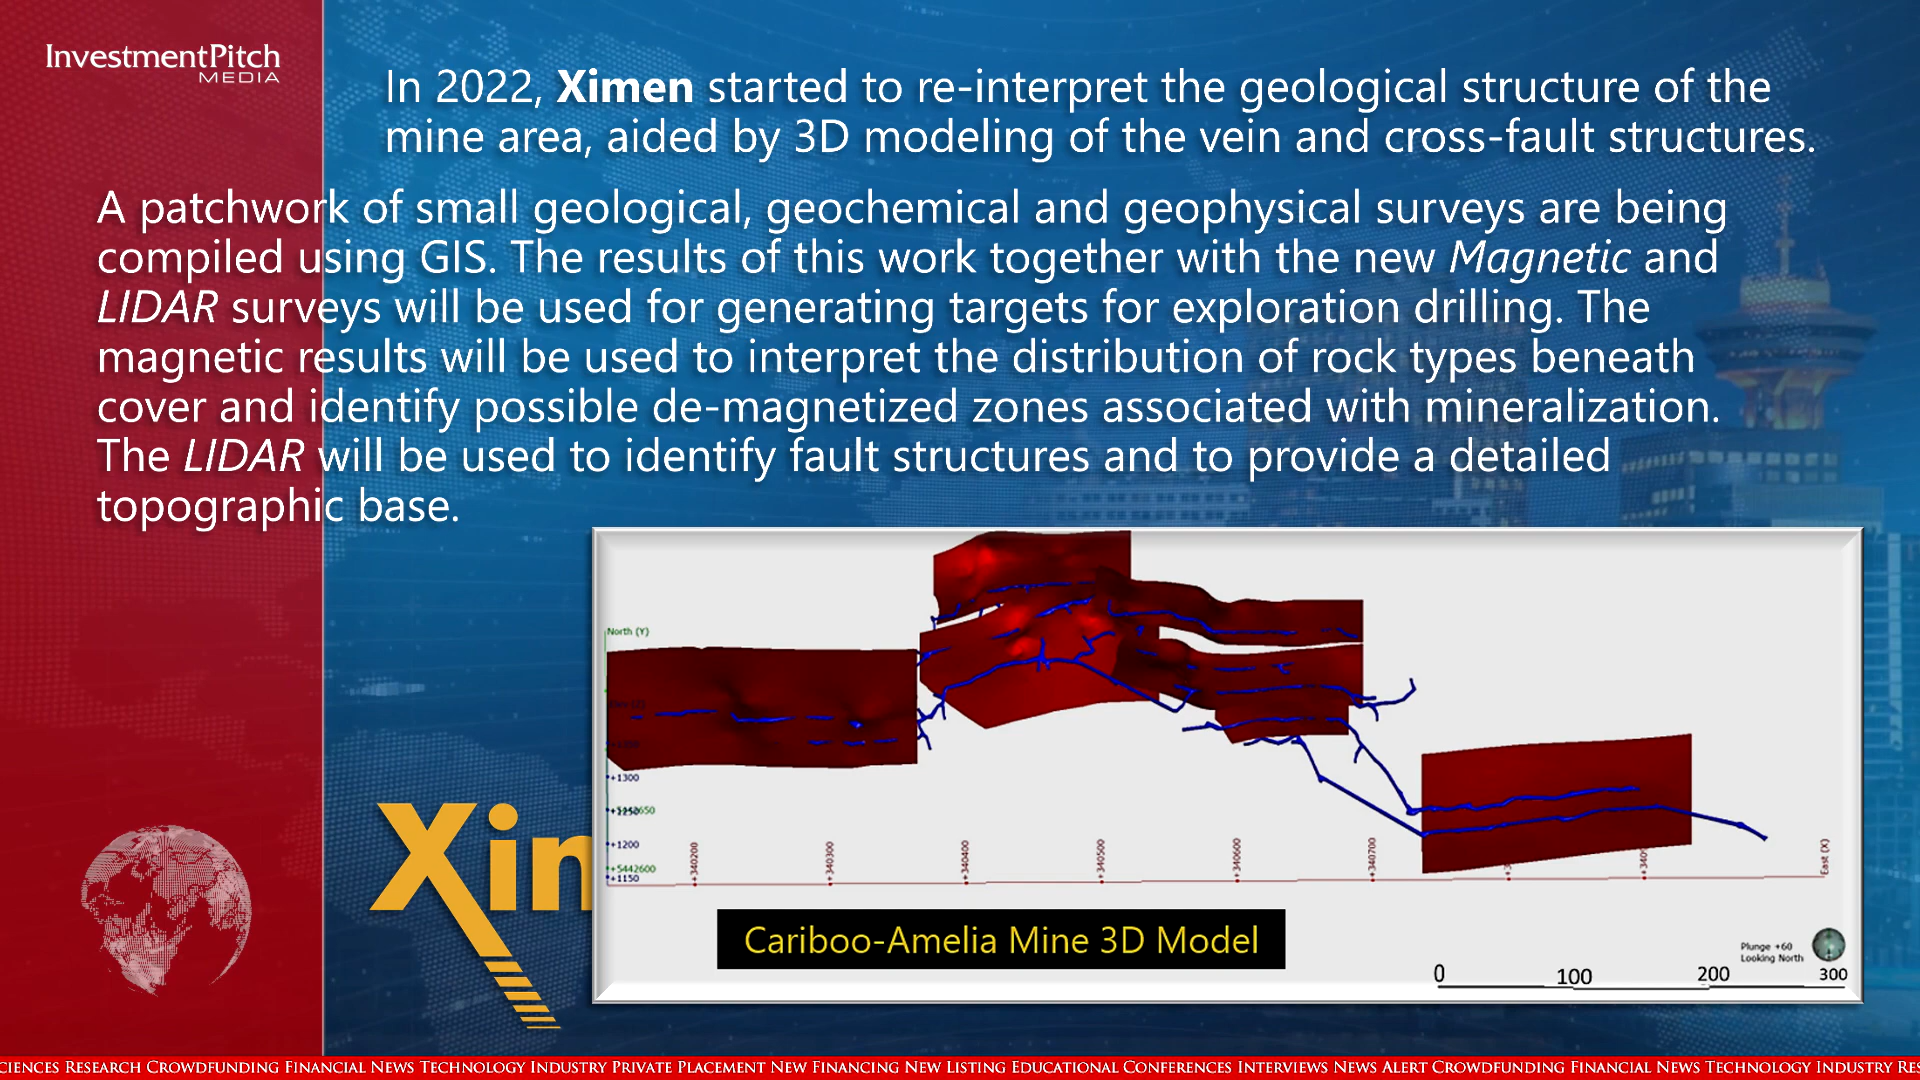 InvestmentPitch
MEDIA
In 2022, Ximen started to re-interpret the geological structure of the
mine area, aided by 3D modeling of the vein and cross-fault structures.
A patchwork of small geological, geochemical and geophysical surveys are being
compiled using GIS. The results of this work together with the new Magnetic and
LIDAR surveys will be used for generating targets for exploration drilling. The
magnetic results will be used to interpret the distribution of rock types beneath
cover and identify possible de-magnetized zones associated with mineralization.
The LIDAR will be used to identify fault structures and to provide a detailed
topographic base.
North (Y)
+1300
+1200
+5442600
+1150
+340200
+340300
+340400
+340500
+340600
+340700
East (X)
Xin
Cariboo-Amelia Mine 3D Model
Plunge +60
Looking North
0 100 200 300
CIENCES RESEARCH CROWDFUNDING FINANCIAL NEWS TECHNOLOGY INDUSTRY PRIVATE PLACEMENT NEW FINANCING NEW LISTING EDUCATIONAL CONFERENCES INTERVIEWS NEWS ALERT CROWDFUNDING FINANCIAL NEWS TECHNOLOGY INDUSTRY RES